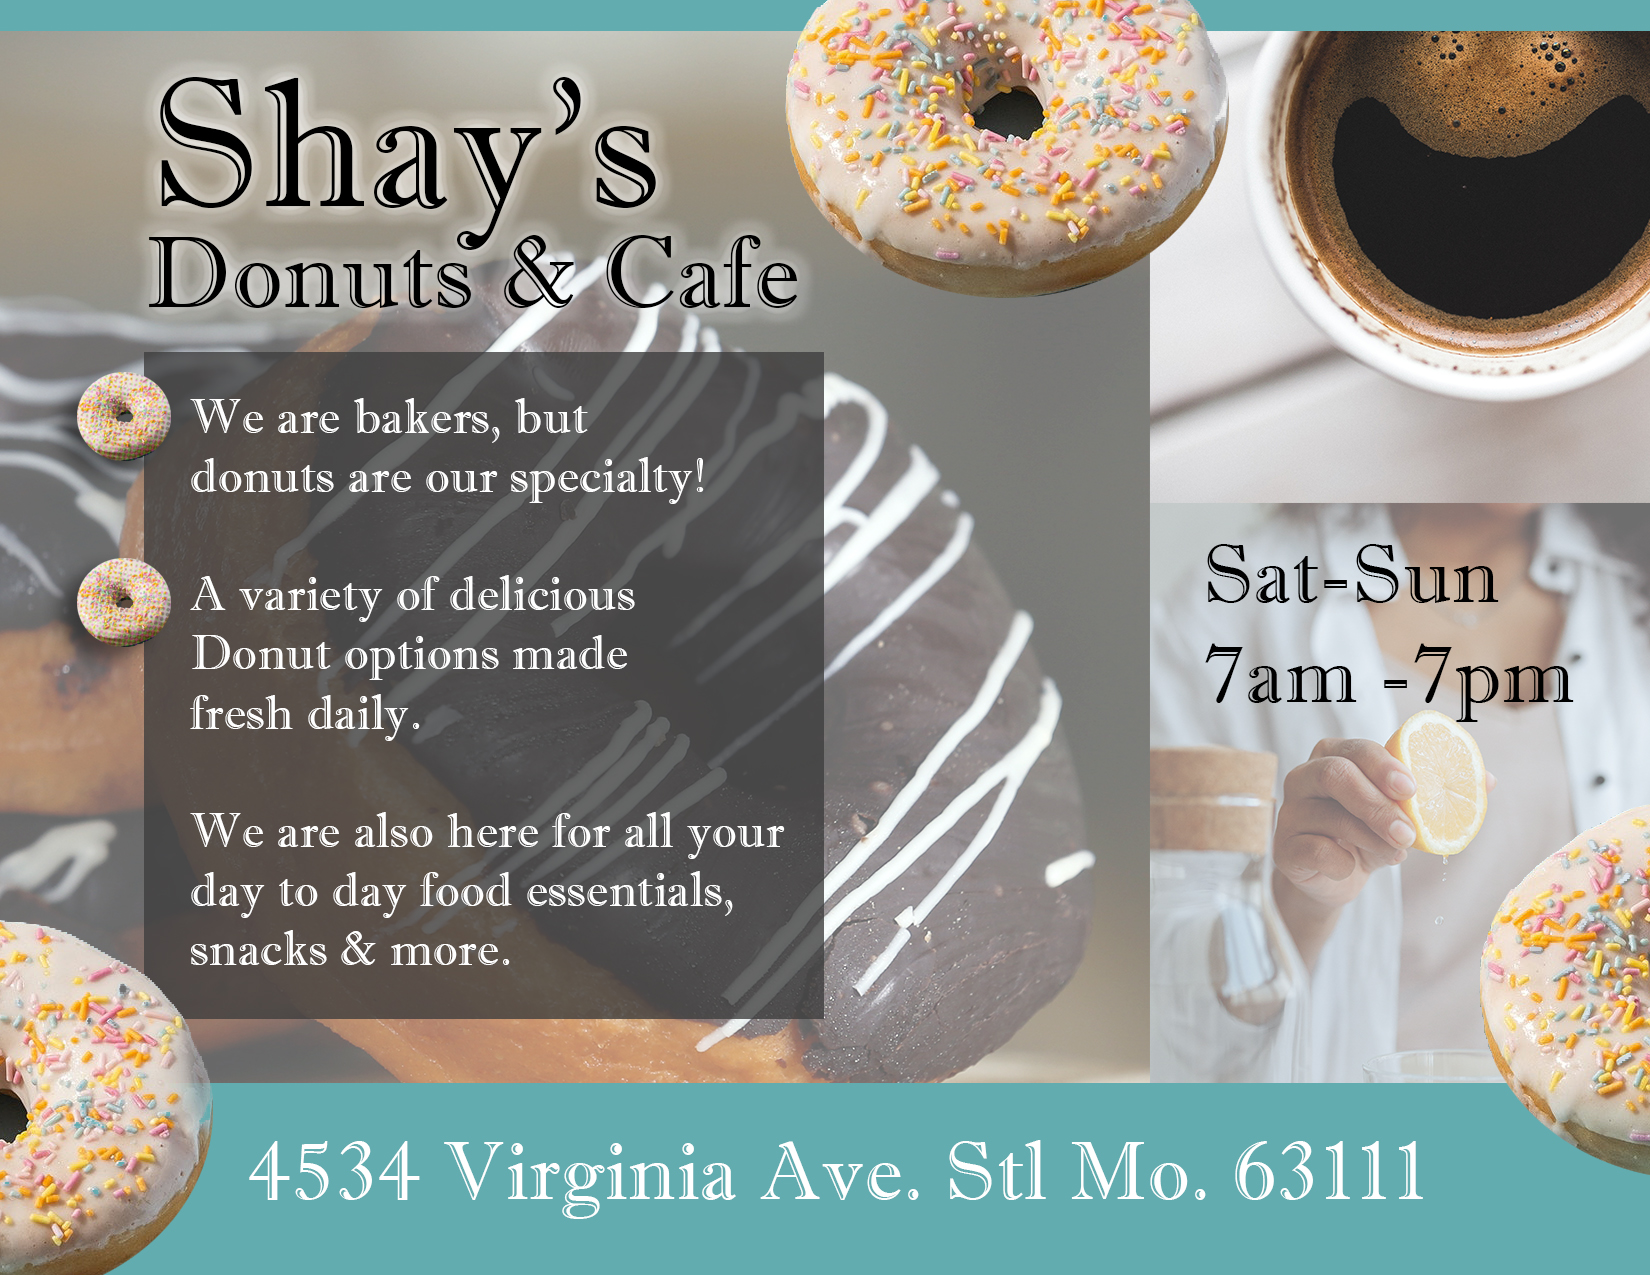 Shay’s
Donuts & Cafe
We are bakers, but
donuts are our specialty!
A variety of delicious
Donut options made
fresh daily.
We are also here for all your
day to day food essentials,
snacks & more.
Sat-Sun
7am -7pm
4534 Virginia Ave. Stl Mo. 63111